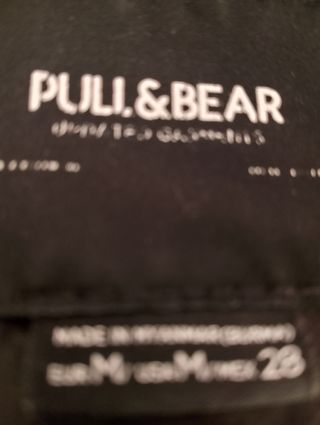 PULL&BEAR
MADE IN MYANMAR (BURMA)
EUR M/ USA M/ MEX 28